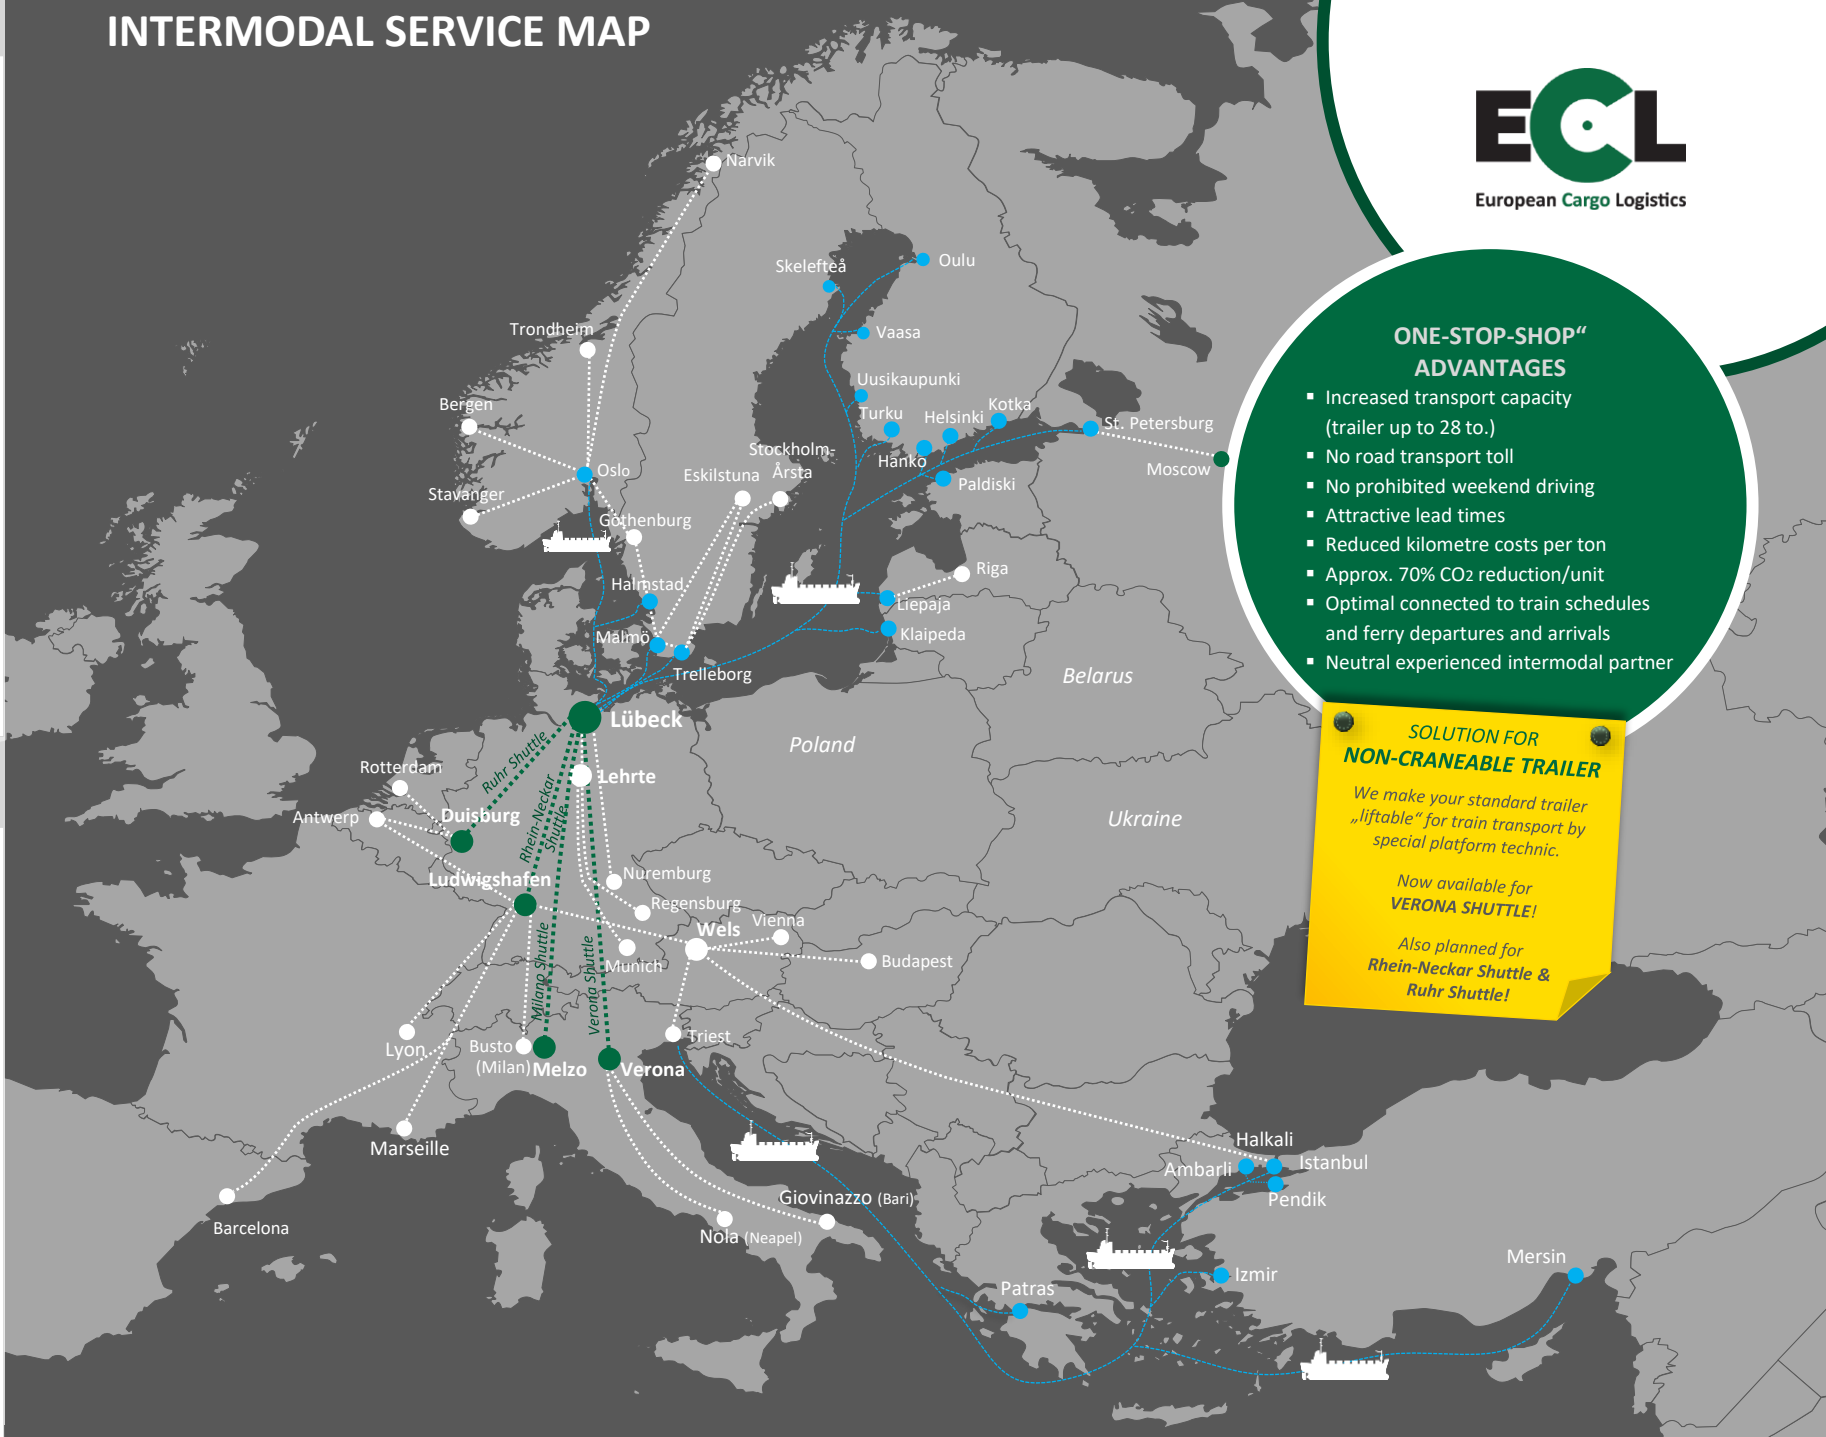 INTERMODAL SERVICE MAP
ECL
European Cargo Logistics
ONE-STOP-SHOP“
ADVANTAGES
▪ Increased transport capacity
(trailer up to 28 to.)
▪ No road transport toll
▪ No prohibited weekend driving
▪ Attractive lead times
▪ Reduced kilometre costs per ton
▪ Approx. 70% CO2 reduction/unit
▪ Optimal connected to train schedules
and ferry departures and arrivals
▪ Neutral experienced intermodal partner
SOLUTION FOR
NON-CRANEABLE TRAILER
We make your standard trailer
„liftable“ for train transport by
special platform technic.
Now available for
VERONA SHUTTLE!
Also planned for
Rhein-Neckar Shuttle &
Ruhr Shuttle!
Narvik
Skelefteå
Oulu
Trondheim
Vaasa
Uusikaupunki
Bergen
Turku
Helsinki
Kotka
St. Petersburg
Stockholm-
Årsta
Hanko
Moscow
Oslo
Eskilstuna
Paldiski
Stavanger
Gothenburg
Riga
Halmstad
Liepaja
Malmö
Klaipeda
Trelleborg
Belarus
Lübeck
Poland
Ruhr Shuttle
Rotterdam
Lehrte
Antwerp
Duisburg
Ukraine
Rhein-Neckar
Shuttle
Ludwigshafen
Nuremburg
Regensburg
Vienna
Wels
Munich
Budapest
Milano Shuttle
Verona Shuttle
Lyon
Busto
(Milan)
Melzo
Verona
Triest
Marseille
Halkali
Ambarli
Istanbul
Pendik
Barcelona
Giovinazzo (Bari)
Nola (Neapel)
Patras
Izmir
Mersin